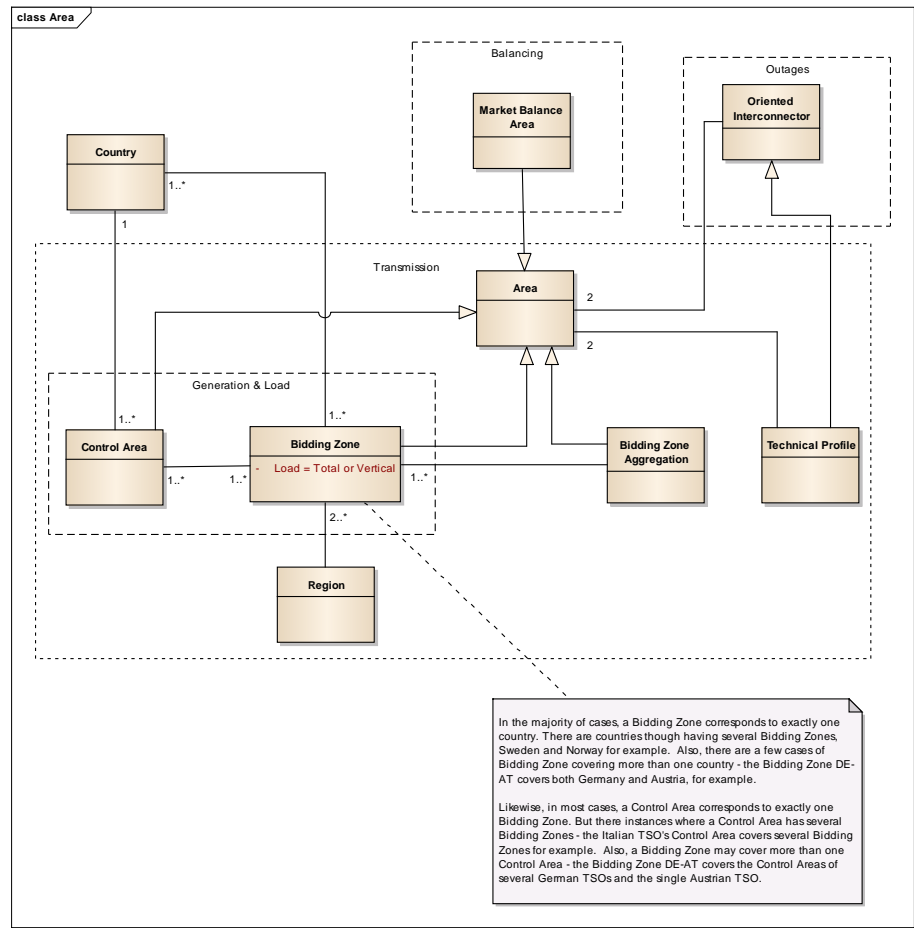 class Area
Balancing
Market Balance
Area
Outages
Oriented
Interconnector
Country
1..*
1
Transmission
Area
2
2
Generation & Load
1..*
1..*
Control Area
1..*
Bidding Zone
- Load = Total or Vertical
1..*
1..*
2..*
Bidding Zone
Aggregation
Technical Profile
Region
In the majority of cases, a Bidding Zone corresponds to exactly one
country. There are countries though having several Bidding Zones,
Sweden and Norway for example.  Also, there are a few cases of
Bidding Zone covering more than one country - the Bidding Zone DE-
AT covers both Germany and Austria, for example.
Likewise, in most cases, a Control Area corresponds to exactly one
Bidding Zone. But there instances where a Control Area has several
Bidding Zones - the Italian TSO's Control Area covers several Bidding
Zones for example.  Also, a Bidding Zone may cover more than one
Control Area - the Bidding Zone DE-AT covers the Control Areas of
several German TSOs and the single Austrian TSO.